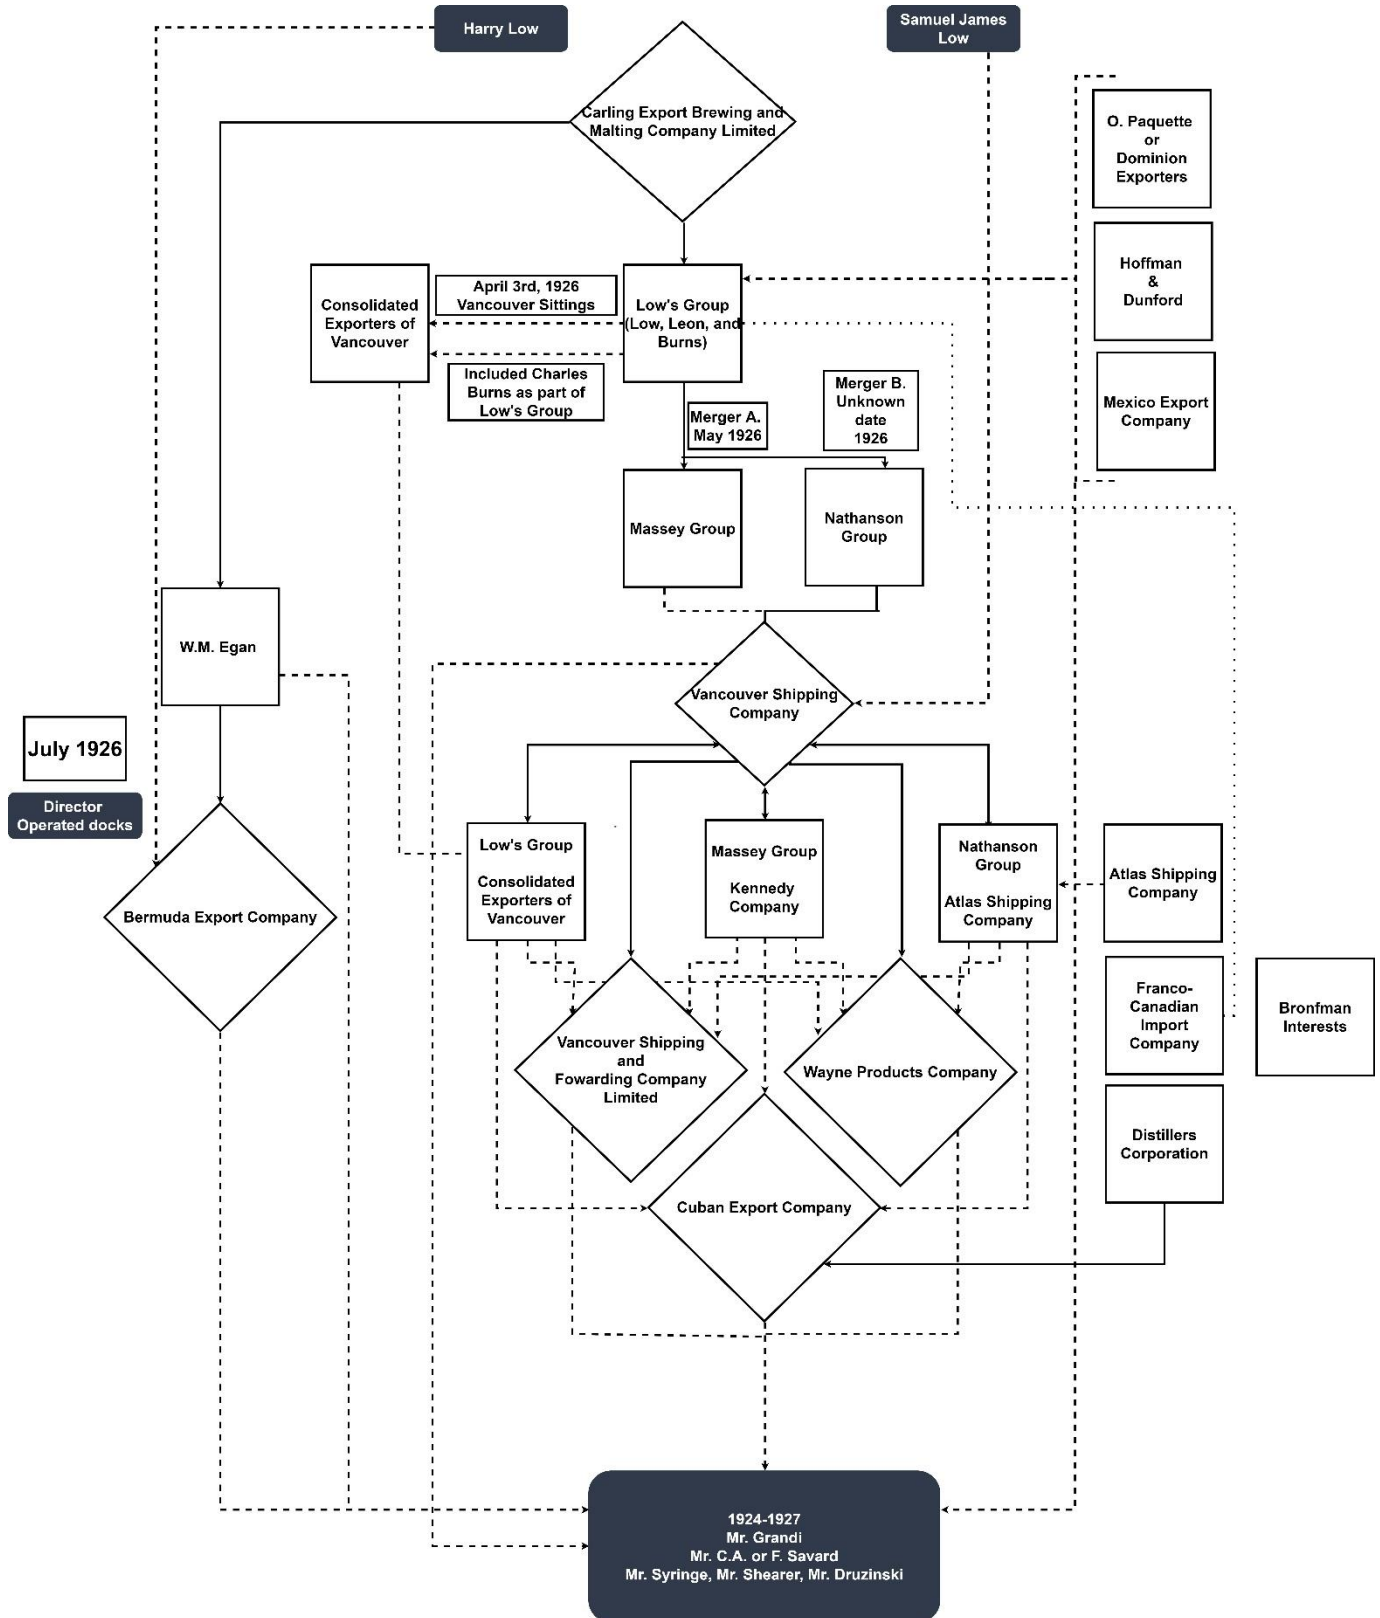 Harry Low
Samuel James
Low
Carling Export Brewing and
Malting Company Limited
O. Paquette
or
Dominion
Exporters
Hoffman
&
Dunford
Mexico Export
Company
Consolidated
Exporters of
Vancouver
April 3rd, 1926
Vancouver Sittings
Low's Group
(Low, Leon, and
Burns)
Included Charles
Burns as part of
Low's Group
Merger A.
May 1926
Merger B.
Unknown
date
1926
Massey Group
Nathanson
Group
W.M. Egan
Vancouver Shipping
Company
July 1926
Director
Operated docks
Bermuda Export Company
Low's Group
Consolidated
Exporters of
Vancouver
Massey Group
Kennedy
Company
Nathanson
Group
Atlas Shipping
Company
Atlas Shipping
Company
Franco-
Canadian
Import
Company
Bronfman
Interests
Vancouver Shipping
and
Fowarding Company
Limited
Wayne Products Company
Distillers
Corporation
Cuban Export Company
1924-1927
Mr. Grandi
Mr. C.A. or F. Savard
Mr. Syringe, Mr. Shearer, Mr. Druzinski